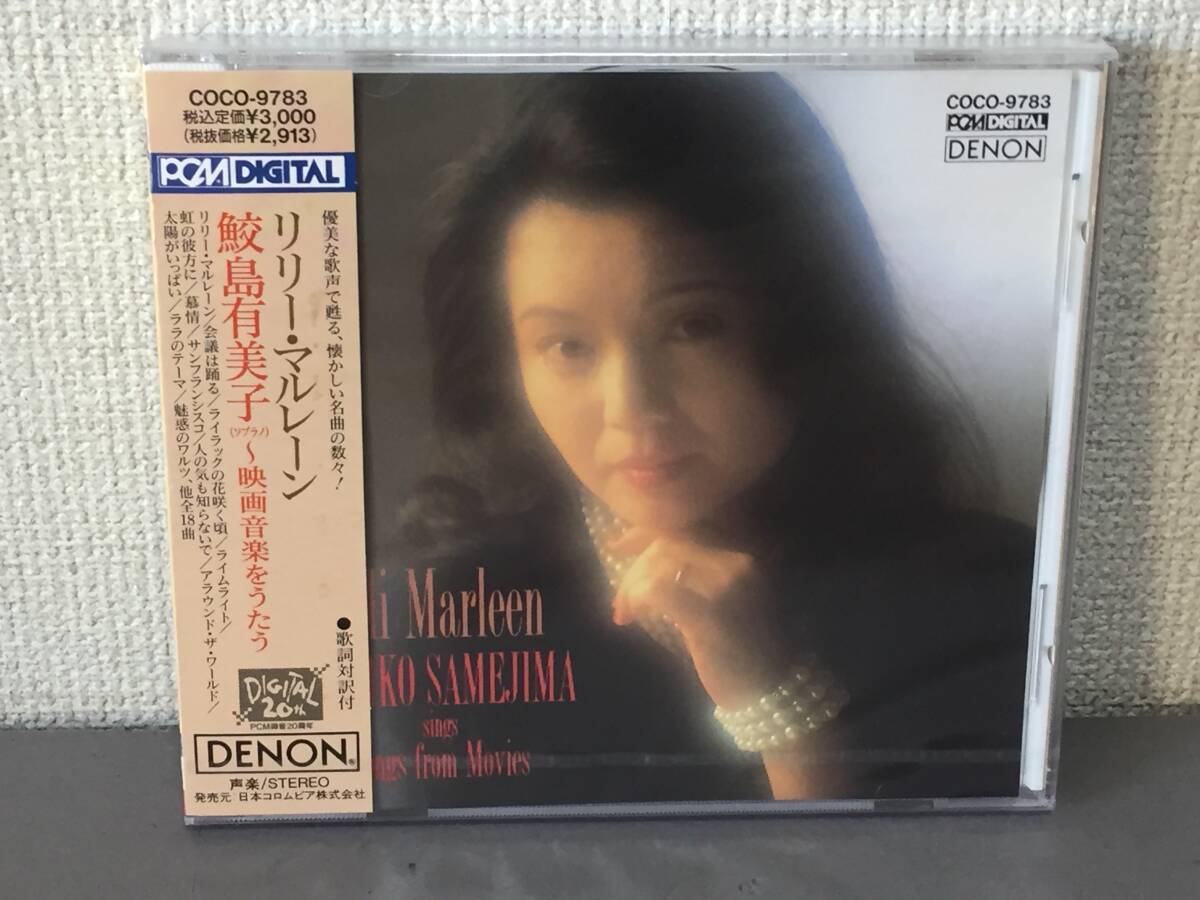 COCO-9783
税込定価¥3,000
(税抜価格¥2,913)
PCM DIGITAL
優美な歌声で甦る、懐かしい名曲の数々!
リリー・マルレーン
鮫島有美子(ソプラノ)〜映画音楽をうたう
リリー・マルレーン/会議は踊る/ライラックの花咲く頃/ライムライト/
虹の彼方に/慕情/サンフランシスコ/人の気も知らないで/アラウンド・ザ・ワールド/
太陽がいっぱい/ララのテーマ/魅惑のワルツ、他全18曲
●歌詞対訳付
DIGITAL
20th
PCM録音20周年
DENON®
声楽/STEREO
発売元/日本コロムビア株式会社
COCO-9783
PCM DIGITAL
DENON
li Marleen
KO SAMEJIMA
sings
ngs from Movies